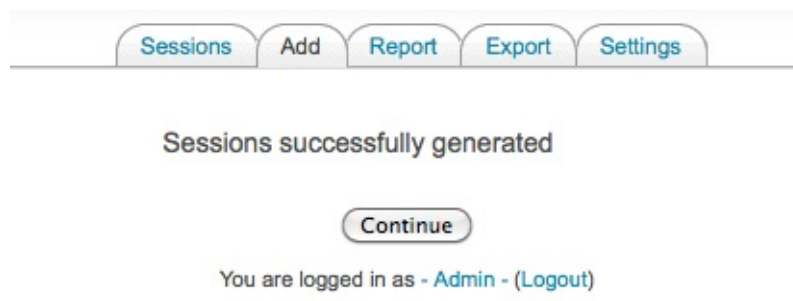 Sessions Add Report Export Settings
Sessions successfully generated
Continue
You are logged in as - Admin - (Logout)